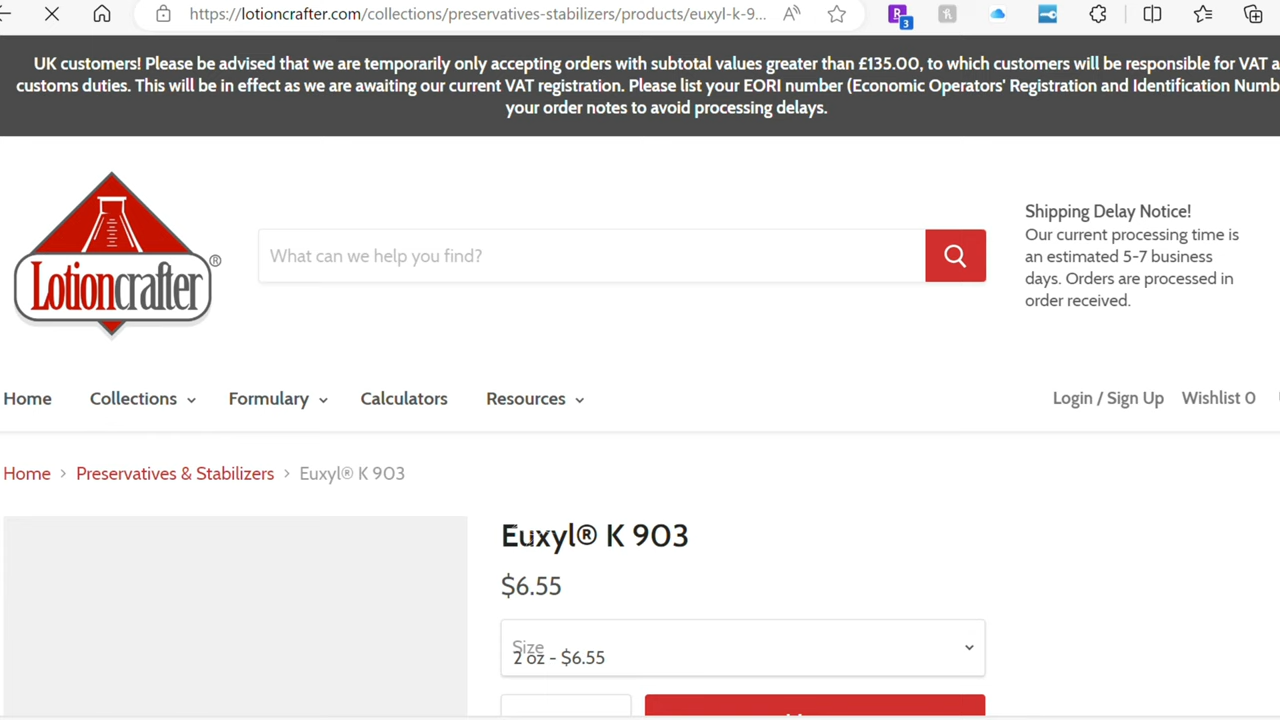 https://lotioncrafter.com/collections/preservatives-stabilizers/products/euxyl-k-9...
3
UK customers! Please be advised that we are temporarily only accepting orders with subtotal values greater than £135.00, to which customers will be responsible for VAT a
customs duties. This will be in effect as we are awaiting our current VAT registration. Please list your EORI number (Economic Operators' Registration and Identification Numb
your order notes to avoid processing delays.
Lotioncrafter®
What can we help you find?
Shipping Delay Notice!
Our current processing time is
an estimated 5-7 business
days. Orders are processed in
order received.
Home Collections Formulary Calculators Resources Login / Sign Up Wishlist 0
Home > Preservatives & Stabilizers > Euxyl® K 903
Euxyl® K 903
$6.55
Size
2 oz - $6.55